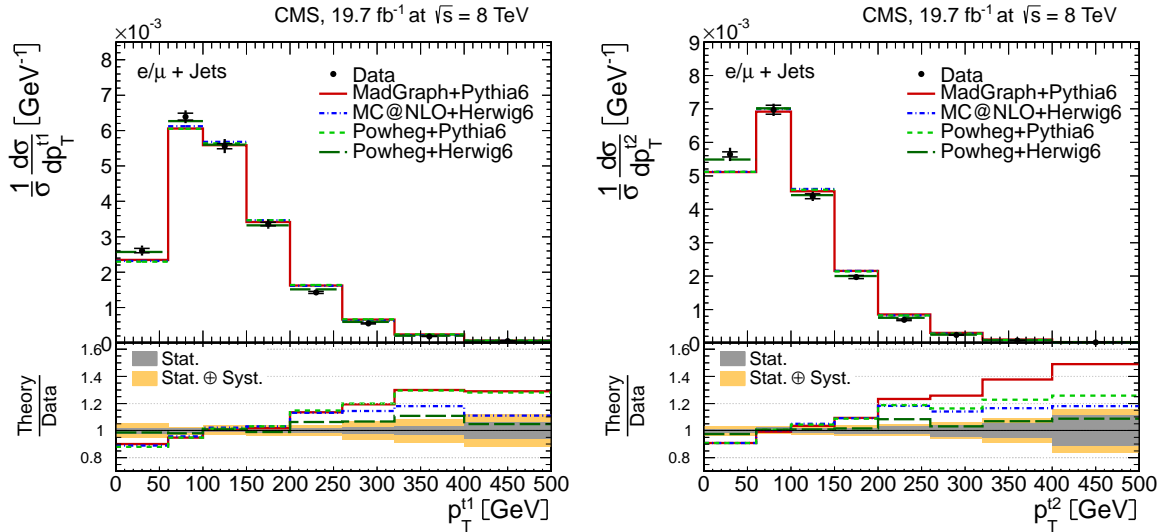 CMS, 19.7 fb⁻¹ at √s = 8 TeV
×10⁻³
e/μ + Jets
Data
MadGraph+Pythia6
MC@NLO+Herwig6
Powheg+Pythia6
Powheg+Herwig6
1/σ dσ/dp_T^t1 [GeV⁻¹]
8
7
6
5
4
3
2
1
0
Stat.
Stat. ⊕ Syst.
Theory/Data
1.6
1.4
1.2
1
0.8
0 50 100 150 200 250 300 350 400 450 500
p_T^t1 [GeV]
CMS, 19.7 fb⁻¹ at √s = 8 TeV
×10⁻³
e/μ + Jets
Data
MadGraph+Pythia6
MC@NLO+Herwig6
Powheg+Pythia6
Powheg+Herwig6
1/σ dσ/dp_T^t2 [GeV⁻¹]
9
8
7
6
5
4
3
2
1
0
Stat.
Stat. ⊕ Syst.
Theory/Data
1.6
1.4
1.2
1
0.8
0 50 100 150 200 250 300 350 400 450 500
p_T^t2 [GeV]